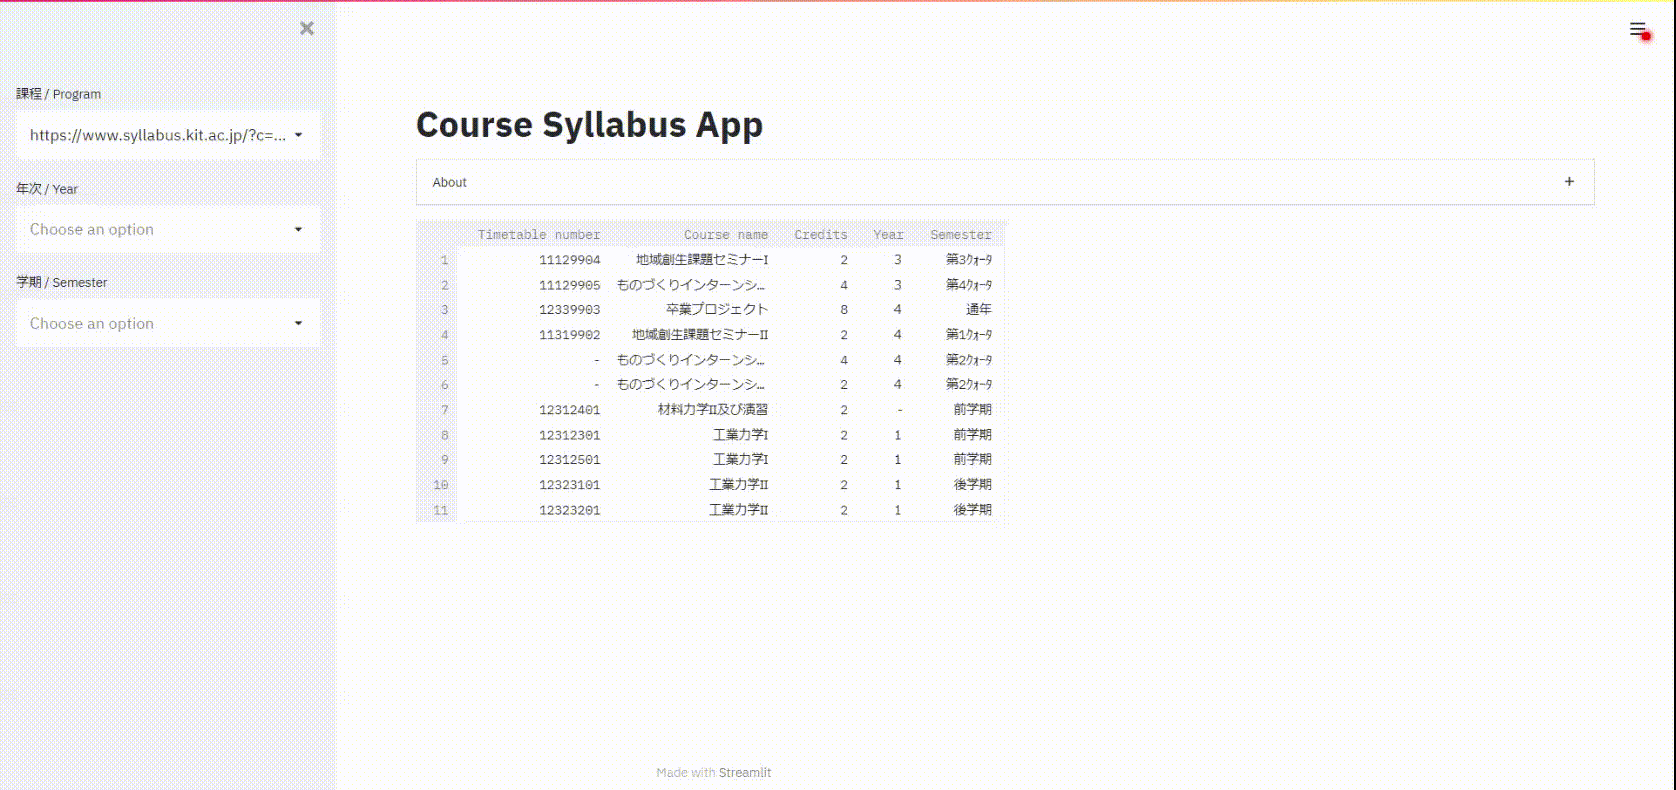 課程 / Program
https://www.syllabus.kit.ac.jp/?c=...
年次 / Year
Choose an option
学期 / Semester
Choose an option
Course Syllabus App
About
Timetable number Course name Credits Year Semester
1 11129904 地域創生課題セミナーI 2 3 第3ｸｫｰﾀ
2 11129905 ものづくりインターンシ… 4 3 第4ｸｫｰﾀ
3 12339903 卒業プロジェクト 8 4 通年
4 11319902 地域創生課題セミナーII 2 4 第1ｸｫｰﾀ
5 - ものづくりインターンシ… 4 4 第2ｸｫｰﾀ
6 - ものづくりインターンシ… 2 4 第2ｸｫｰﾀ
7 12312401 材料力学II及び演習 2 - 前学期
8 12312301 工業力学I 2 1 前学期
9 12312501 工業力学I 2 1 前学期
10 12323101 工業力学II 2 1 後学期
11 12323201 工業力学II 2 1 後学期
Made with Streamlit